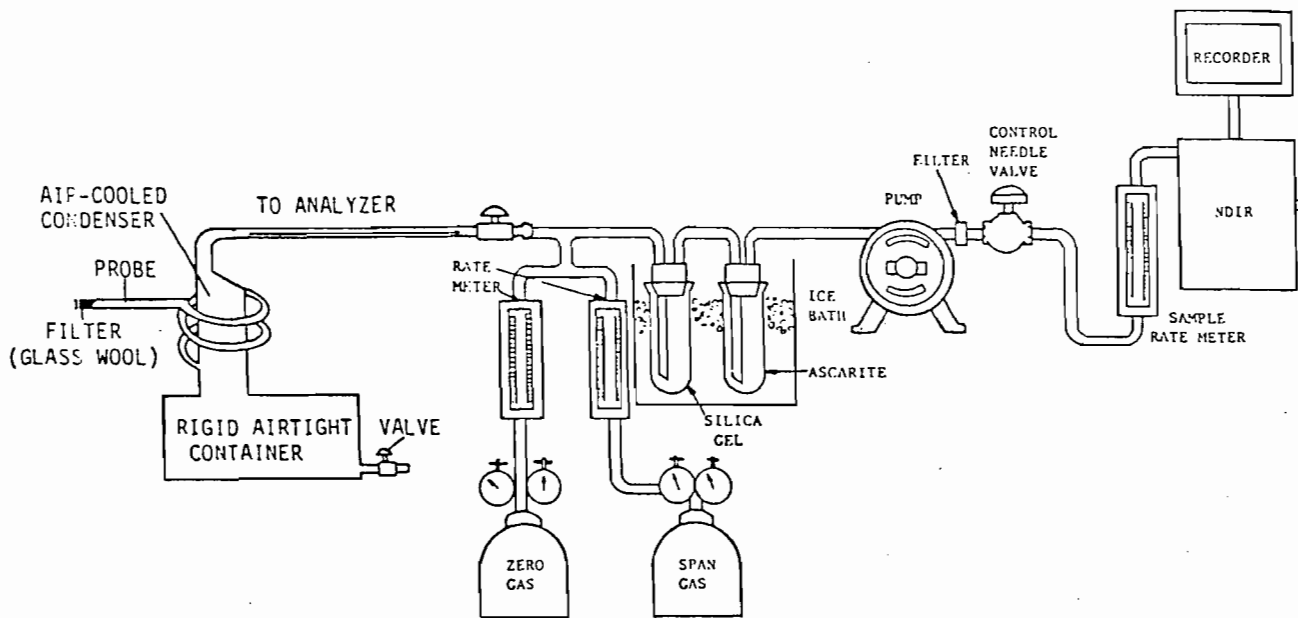 RECORDER
CONTROL
NEEDLE
VALVE
FILTER
PUMP
NDIR
AIR-COOLED
CONDENSER
TO ANALYZER
PROBE
RATE
METER
FILTER
(GLASS WOOL)
ICE
BATH
SAMPLE
RATE METER
ASCARITE
SILICA
GEL
RIGID AIRTIGHT
CONTAINER
VALVE
ZERO
GAS
SPAN
GAS